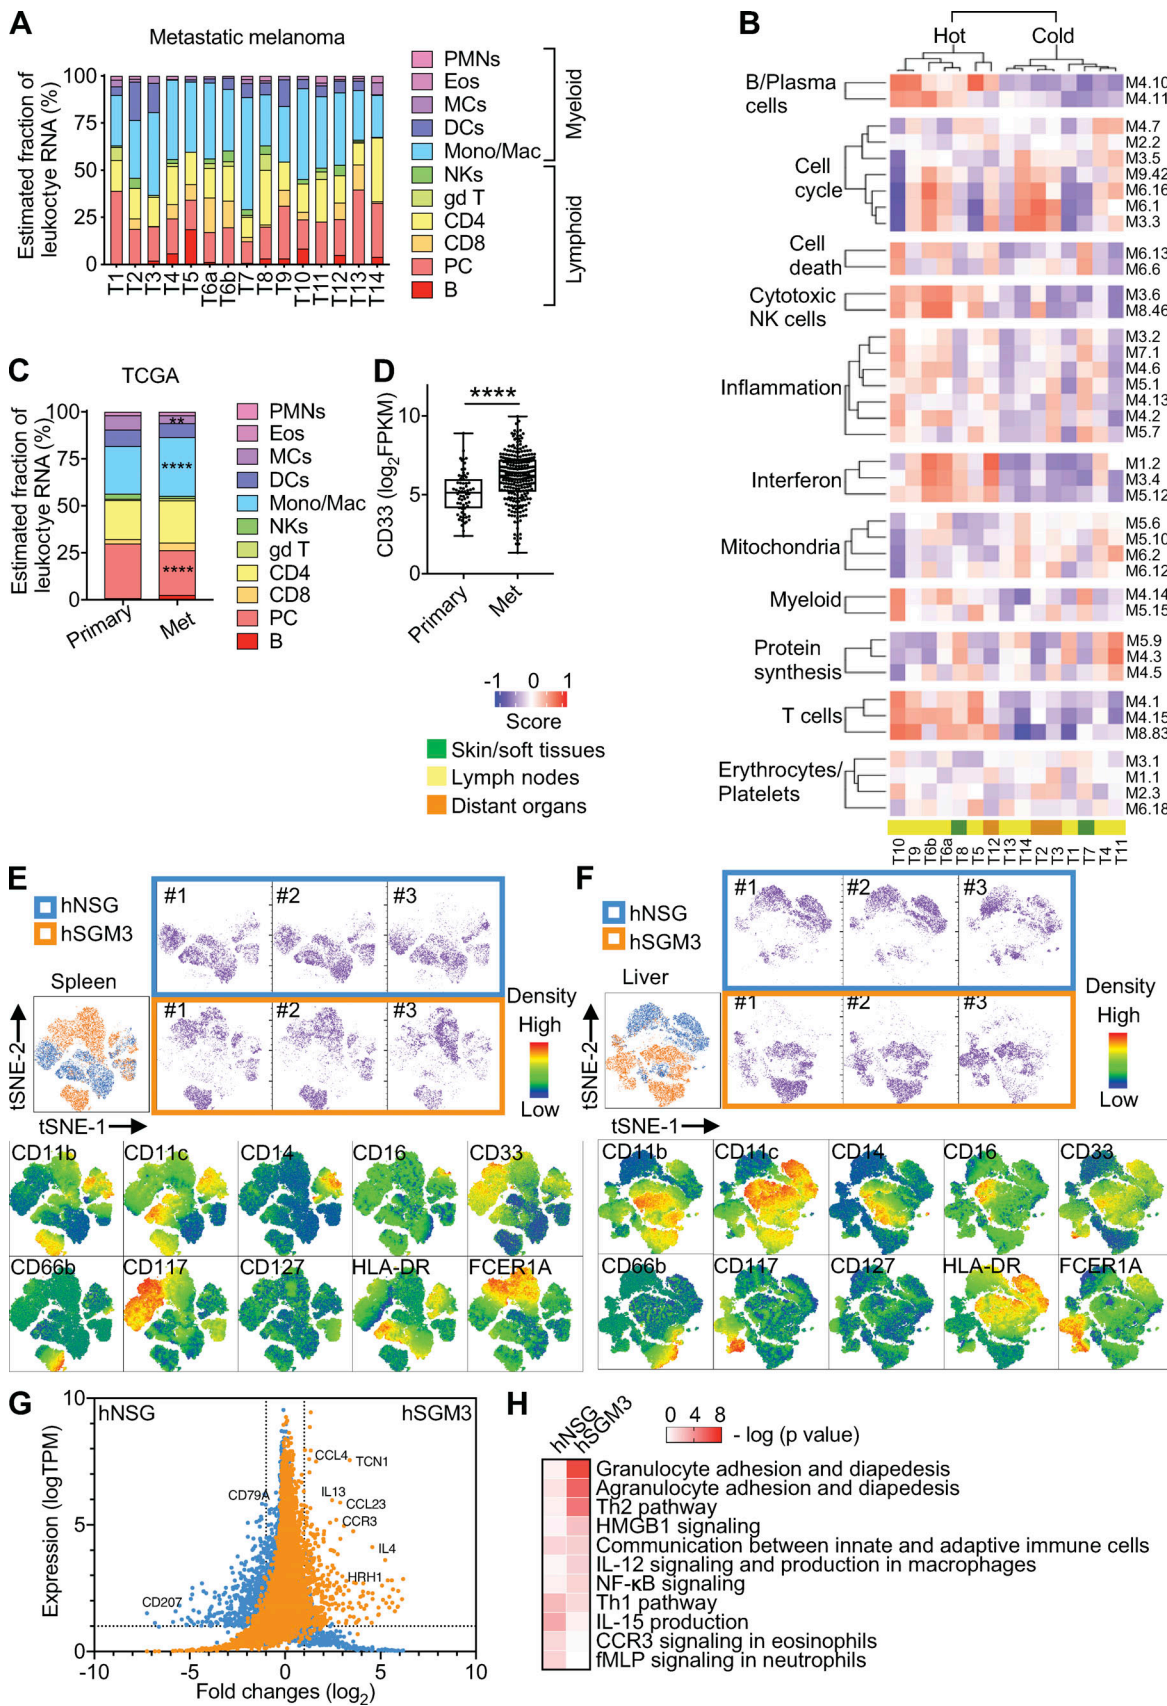 A
Metastatic melanoma
Estimated fraction of
leukoctye RNA (%)
100
75
50
25
0
T1 T2 T3 T4 T5 T6a T6b T7 T8 T9 T10 T11 T12 T13 T14
PMNs
Eos
MCs
DCs
Mono/Mac
NKs
gd T
CD4
CD8
PC
B
Myeloid
Lymphoid
B
Hot
Cold
B/Plasma
cells
M4.10
M4.11
Cell
cycle
M4.7
M2.2
M3.5
M9.42
M6.16
M6.1
M3.3
Cell
death
M6.13
M6.6
Cytotoxic
NK cells
M3.6
M8.46
Inflammation
M3.2
M7.1
M4.6
M5.1
M4.13
M4.2
M5.7
Interferon
M1.2
M3.4
M5.12
Mitochondria
M5.6
M5.10
M6.2
M6.12
Myeloid
M4.14
M5.15
Protein
synthesis
M5.9
M4.3
M4.5
T cells
M4.1
M4.15
M8.83
Erythrocytes/
Platelets
M3.1
M1.1
M2.3
M6.18
T10 T9 T6b T6a T8 T5 T12 T13 T14 T2 T3 T1 T7 T4 T11
C
TCGA
Estimated fraction of
leukoctye RNA (%)
100
75
50
25
0
**
****
****
Primary
Met
PMNs
Eos
MCs
DCs
Mono/Mac
NKs
gd T
CD4
CD8
PC
B
D
****
CD33 (log2FPKM)
10
5
0
Primary
Met
-1 0 1
Score
Skin/soft tissues
Lymph nodes
Distant organs
E
hNSG
hSGM3
#1 #2 #3
Spleen
#1 #2 #3
Density
High
Low
tSNE-2
tSNE-1
CD11b CD11c CD14 CD16 CD33
CD66b CD117 CD127 HLA-DR FCER1A
F
hNSG
hSGM3
#1 #2 #3
Liver
#1 #2 #3
Density
High
Low
tSNE-2
tSNE-1
CD11b CD11c CD14 CD16 CD33
CD66b CD117 CD127 HLA-DR FCER1A
G
hNSG
hSGM3
Expression (logTPM)
10
5
0
CCL4
TCN1
CD79A
IL13
CCL23
CCR3
IL4
HRH1
CD207
-10 -5 0 5 10
Fold changes (log2)
H
hNSG
hSGM3
0 4 8
- log (p value)
Granulocyte adhesion and diapedesis
Agranulocyte adhesion and diapedesis
Th2 pathway
HMGB1 signaling
Communication between innate and adaptive immune cells
IL-12 signaling and production in macrophages
NF-κB signaling
Th1 pathway
IL-15 production
CCR3 signaling in eosinophils
fMLP signaling in neutrophils